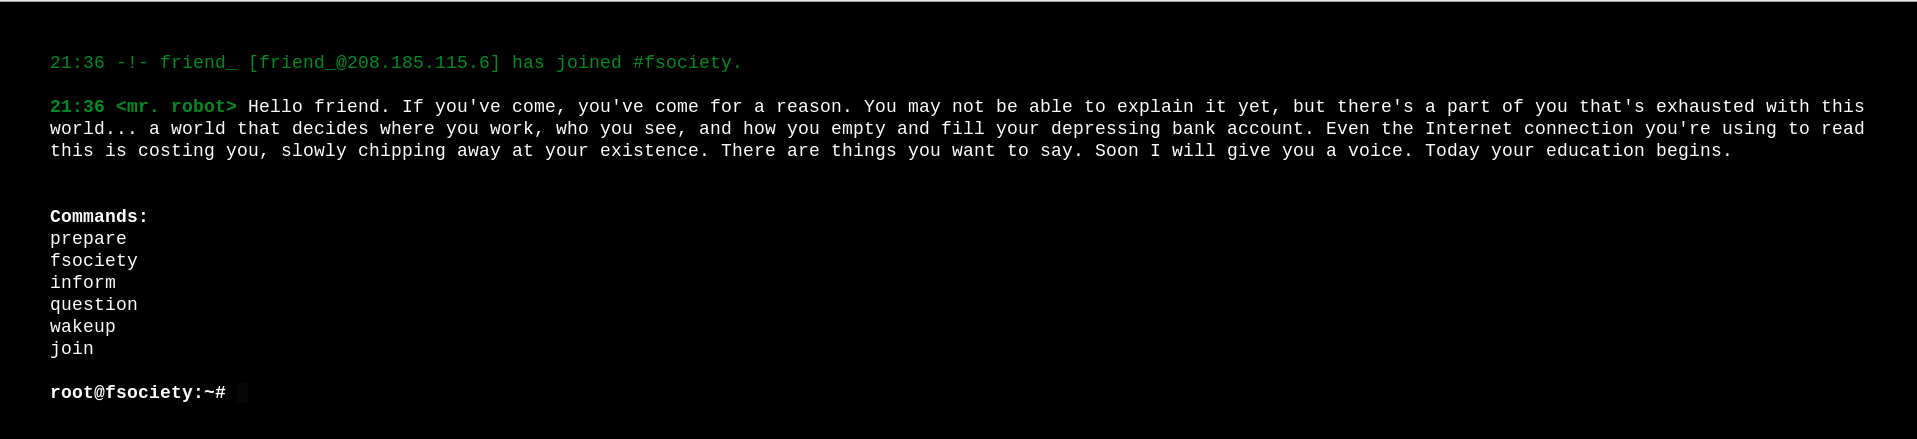 21:36 -!- friend_ [friend_@208.185.115.6] has joined #fsociety.
21:36 <mr. robot> Hello friend. If you've come, you've come for a reason. You may not be able to explain it yet, but there's a part of you that's exhausted with this
world... a world that decides where you work, who you see, and how you empty and fill your depressing bank account. Even the Internet connection you're using to read
this is costing you, slowly chipping away at your existence. There are things you want to say. Soon I will give you a voice. Today your education begins.
Commands:
prepare
fsociety
inform
question
wakeup
join
root@fsociety:~#